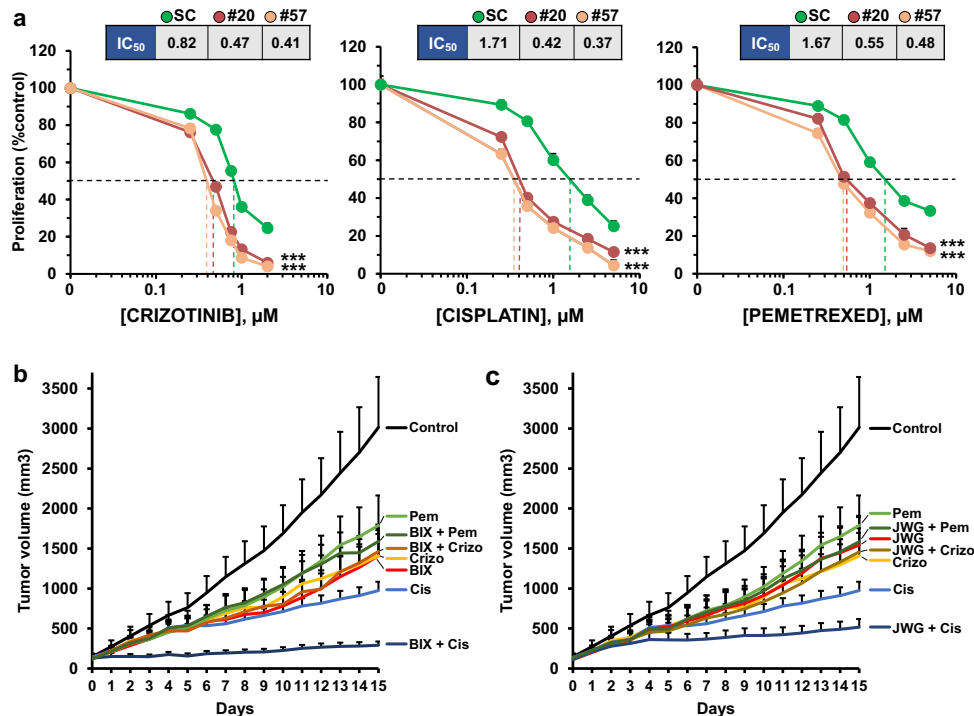 a
SC #20 #57
IC50 0.82 0.47 0.41
SC #20 #57
IC50 1.71 0.42 0.37
SC #20 #57
IC50 1.67 0.55 0.48
Proliferation (%control)
120
100
80
60
40
20
0
0 0.1 1 10
***
***
[CRIZOTINIB], µM
120
100
80
60
40
20
0
0 0.1 1 10
***
***
[CISPLATIN], µM
120
100
80
60
40
20
0
0 0.1 1 10
***
***
[PEMETREXED], µM
b
Tumor volume (mm3)
3500
3000
2500
2000
1500
1000
500
0
0 1 2 3 4 5 6 7 8 9 10 11 12 13 14 15
Days
Control
Pem
BIX + Pem
BIX + Crizo
Crizo
BIX
Cis
BIX + Cis
c
Tumor volume (mm3)
3500
3000
2500
2000
1500
1000
500
0
0 1 2 3 4 5 6 7 8 9 10 11 12 13 14 15
Days
Control
Pem
JWG + Pem
JWG
JWG + Crizo
Crizo
Cis
JWG + Cis